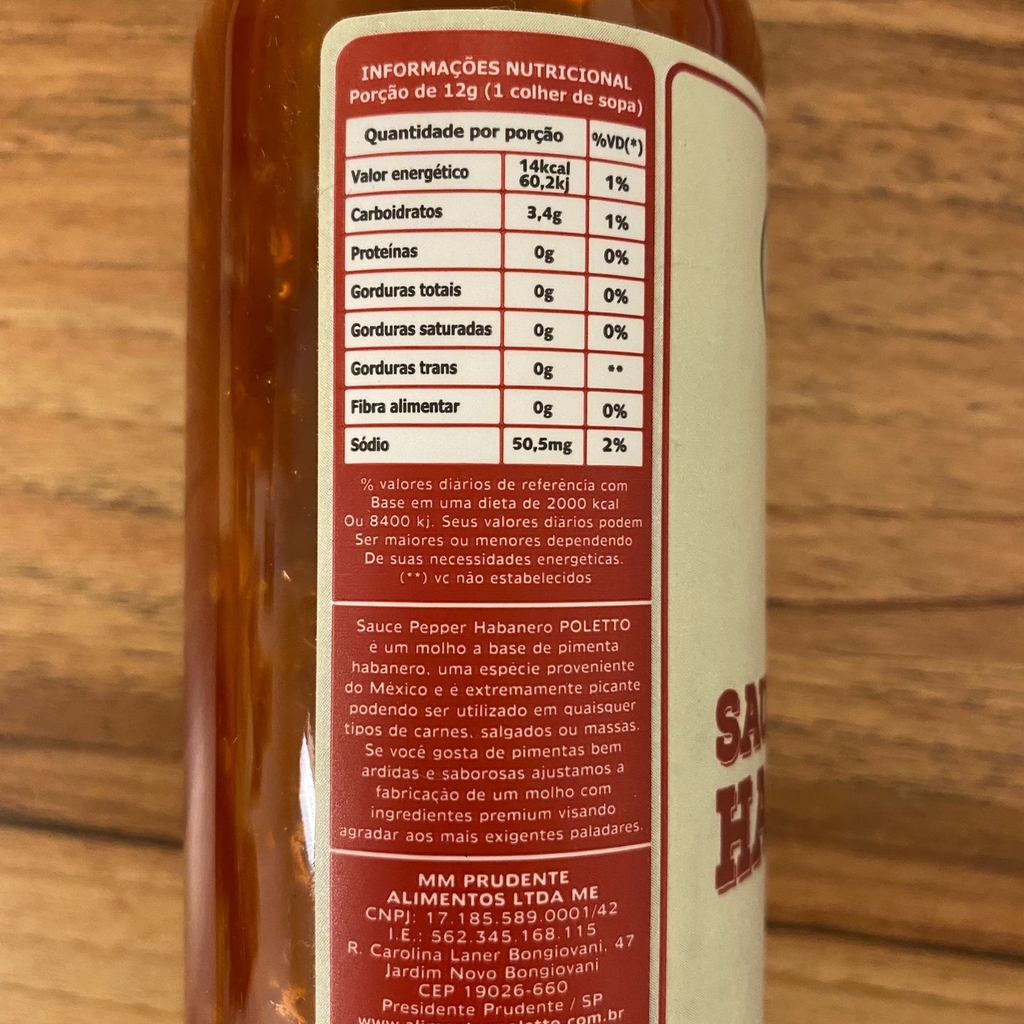 INFORMAÇÕES NUTRICIONAL
Porção de 12g (1 colher de sopa)
Quantidade por porção %VD(*)
Valor energético 14kcal 60,2kj 1%
Carboidratos 3,4g 1%
Proteínas 0g 0%
Gorduras totais 0g 0%
Gorduras saturadas 0g 0%
Gorduras trans 0g **
Fibra alimentar 0g 0%
Sódio 50,5mg 2%
% valores diários de referência com
Base em uma dieta de 2000 kcal
Ou 8400 kj. Seus valores diários podem
Ser maiores ou menores dependendo
De suas necessidades energéticas.
(**) vc não estabelecidos
Sauce Pepper Habanero POLETTO
é um molho a base de pimenta
habanero, uma espécie proveniente
do México e é extremamente picante
podendo ser utilizado em quaisquer
tipos de carnes, salgados ou massas.
Se você gosta de pimentas bem
ardidas e saborosas ajustamos a
fabricação de um molho com
ingredientes premium visando
agradar aos mais exigentes paladares.
MM PRUDENTE
ALIMENTOS LTDA ME
CNPJ: 17.185.589.0001/42
I.E.: 562.345.168.115
R. Carolina Laner Bongiovani, 47
Jardim Novo Bongiovani
CEP 19026-660
Presidente Prudente / SP